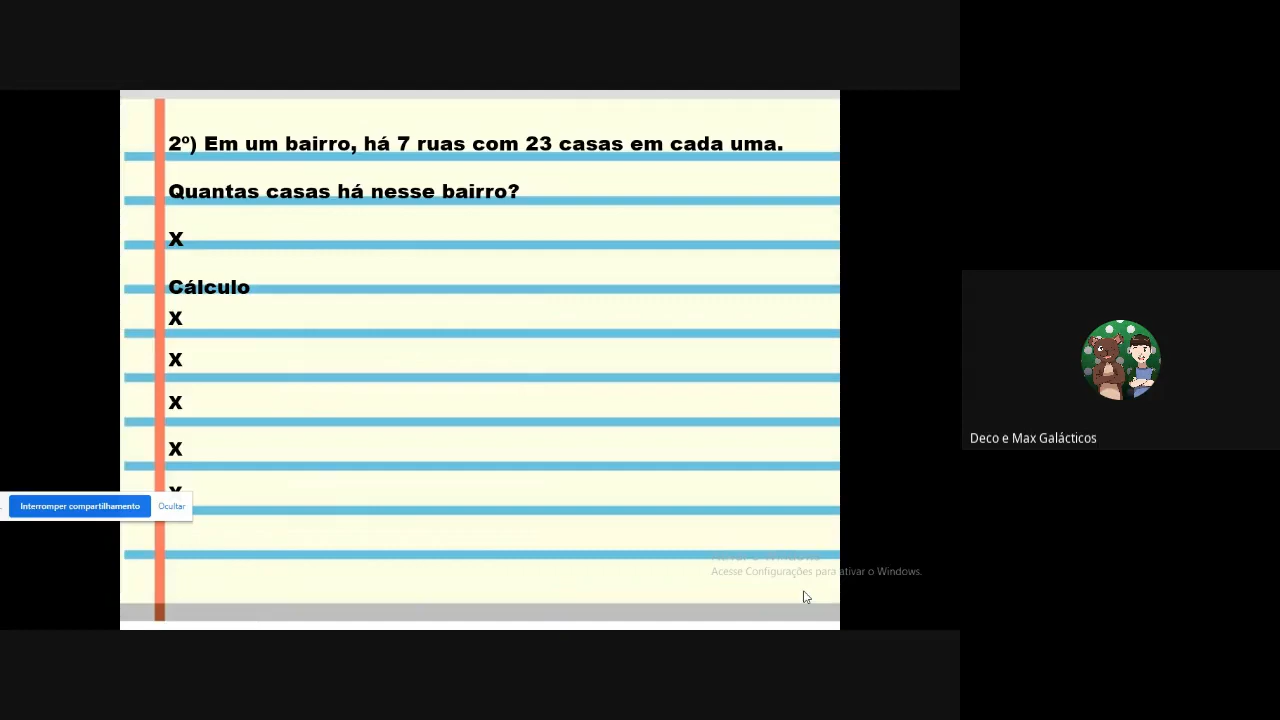 2º) Em um bairro, há 7 ruas com 23 casas em cada uma.
Quantas casas há nesse bairro?
X
Cálculo
X
X
X
X
X
Interromper compartilhamento Ocultar
Acesse Configurações para ativar o Windows.
Deco e Max Galácticos